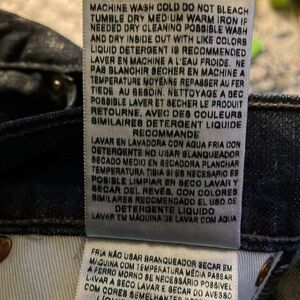 MACHINE WASH COLD DO NOT BLEACH
TUMBLE DRY MEDIUM WARM IRON IF
NEEDED DRY CLEANING POSSIBLE WASH
AND DRY INSIDE OUT WITH LIKE COLORS
LIQUID DETERGENT IS RECOMMENDED
LAVER EN MACHINE A L'EAU FROIDE. NE
PAS BLANCHIR SECHER EN MACHINE A
TEMPERATURE MOYENNE REPASSER AU FER
TIEDE AU BESOIN. NETTOYAGE A SEC
POSSIBLE LAVER ET SECHER LE PRODUIT
RETOURNE, AVEC DES COULEURS
SIMILAIRES DETERGENT LIQUIDE
RECOMMANDE
LAVAR EN LAVADORA CON AGUA FRIA CON
DETERGENTE NO USAR BLANQUEADOR
SECADO MEDIO EN SECADORA PLANCHAR
TEMPERATURA TIBIA SI ES NECESARIO ES
POSIBLE LIMPIAR EN SECO LAVAR Y
SECAR DEL REVES, CON COLORES
SIMILARES RECOMENDADO EL USO DE
DETERGENTE LIQUIDO
LAVAR EM MÁQUINA DE LAVAR COM ÁGUA
FRIA NÃO USAR BRANQUEADOR SECAR EM
MÁQUINA COM TEMPERATURA MÉDIA PASSAR
A FERRO MORNO SE NECESSÁRIO POSSÍVEL
LIMPAR A SECO LAVAR E SECAR DO AVESSO
COM CORES SEMELHANTES